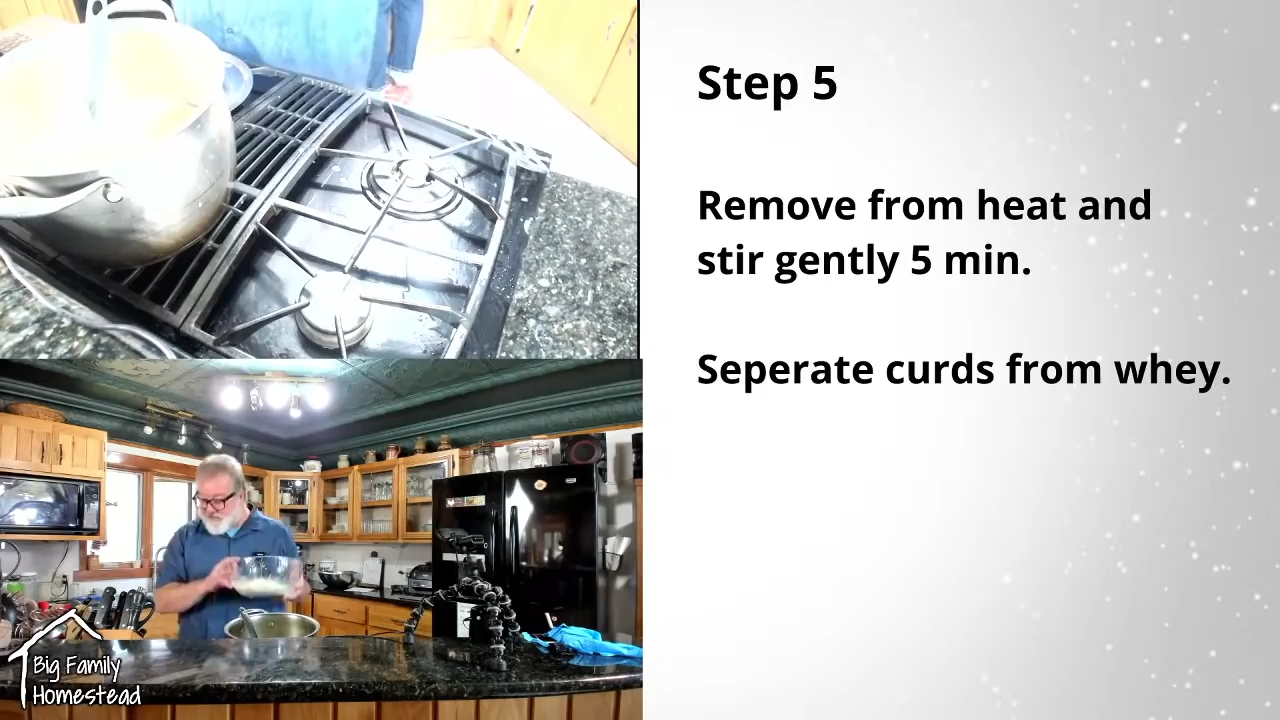 Step 5
Remove from heat and
stir gently 5 min.
Seperate curds from whey.
Big Family
Homestead